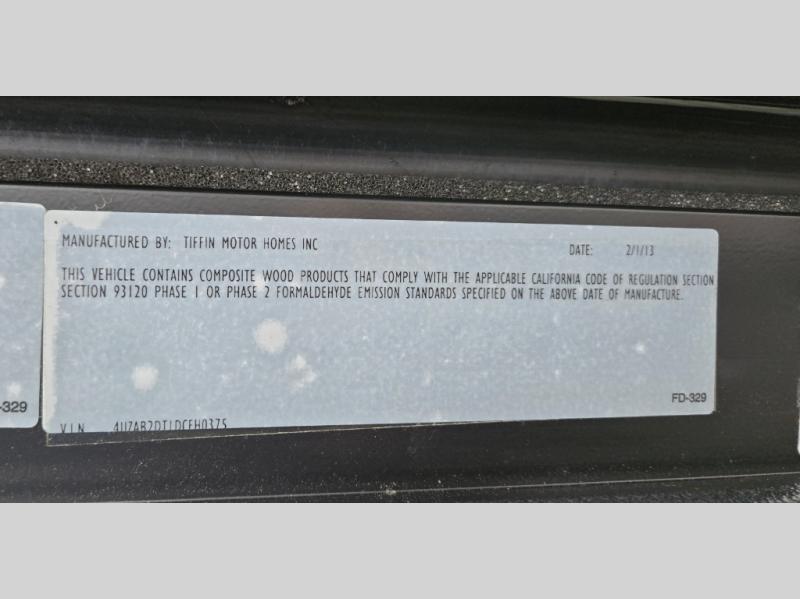 MANUFACTURED BY: TIFFIN MOTOR HOMES INC DATE: 2/1/13
THIS VEHICLE CONTAINS COMPOSITE WOOD PRODUCTS THAT COMPLY WITH THE APPLICABLE CALIFORNIA CODE OF REGULATION SECTION
SECTION 93120 PHASE 1 OR PHASE 2 FORMALDEHYDE EMISSION STANDARDS SPECIFIED ON THE ABOVE DATE OF MANUFACTURE.
-329
FD-329
V.I.N.